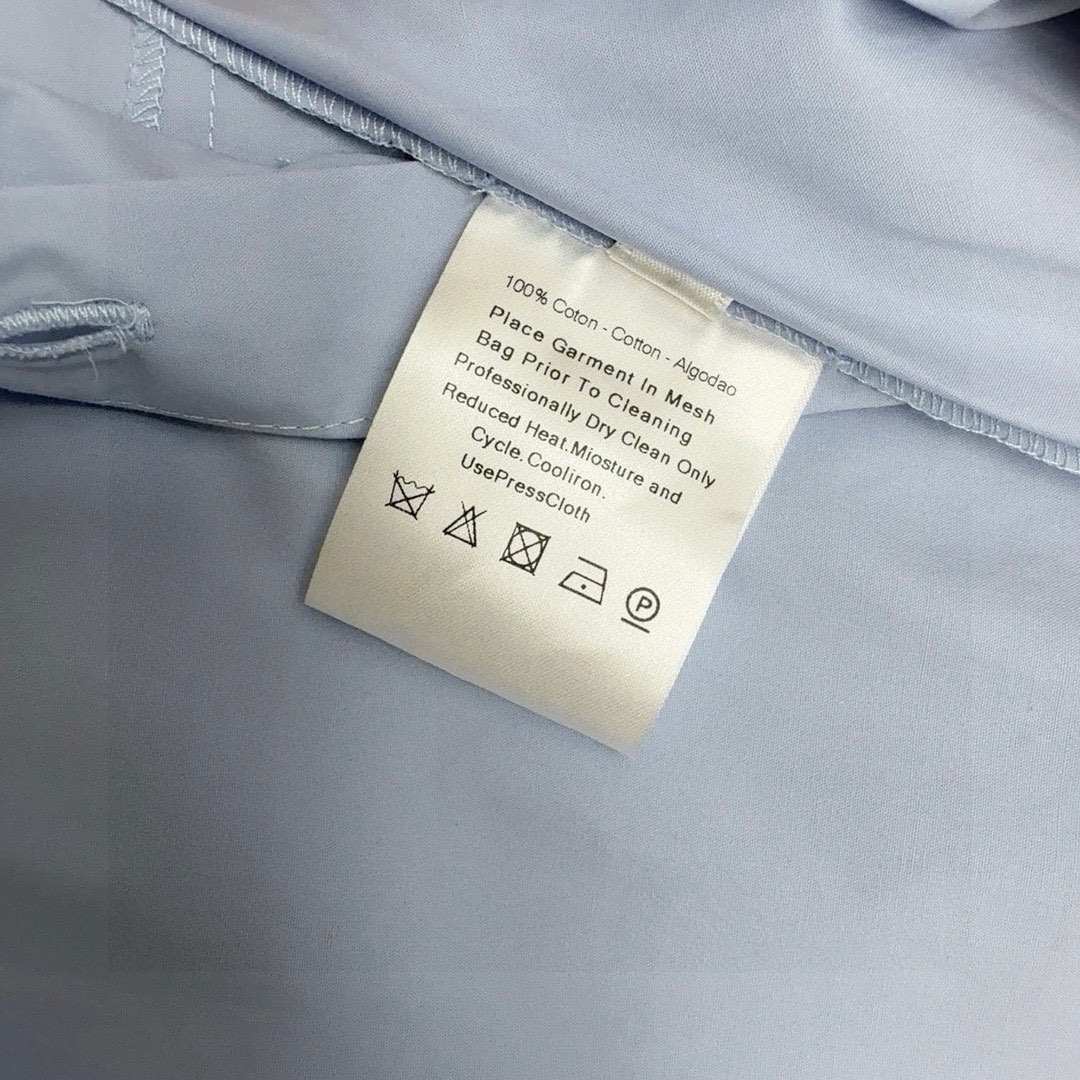 100% Coton - Cotton - Algodao
Place Garment In Mesh
Bag Prior To Cleaning
Professionally Dry Clean Only
Reduced Heat.Miosture and
Cycle.Cooliron.
UsePressCloth
P